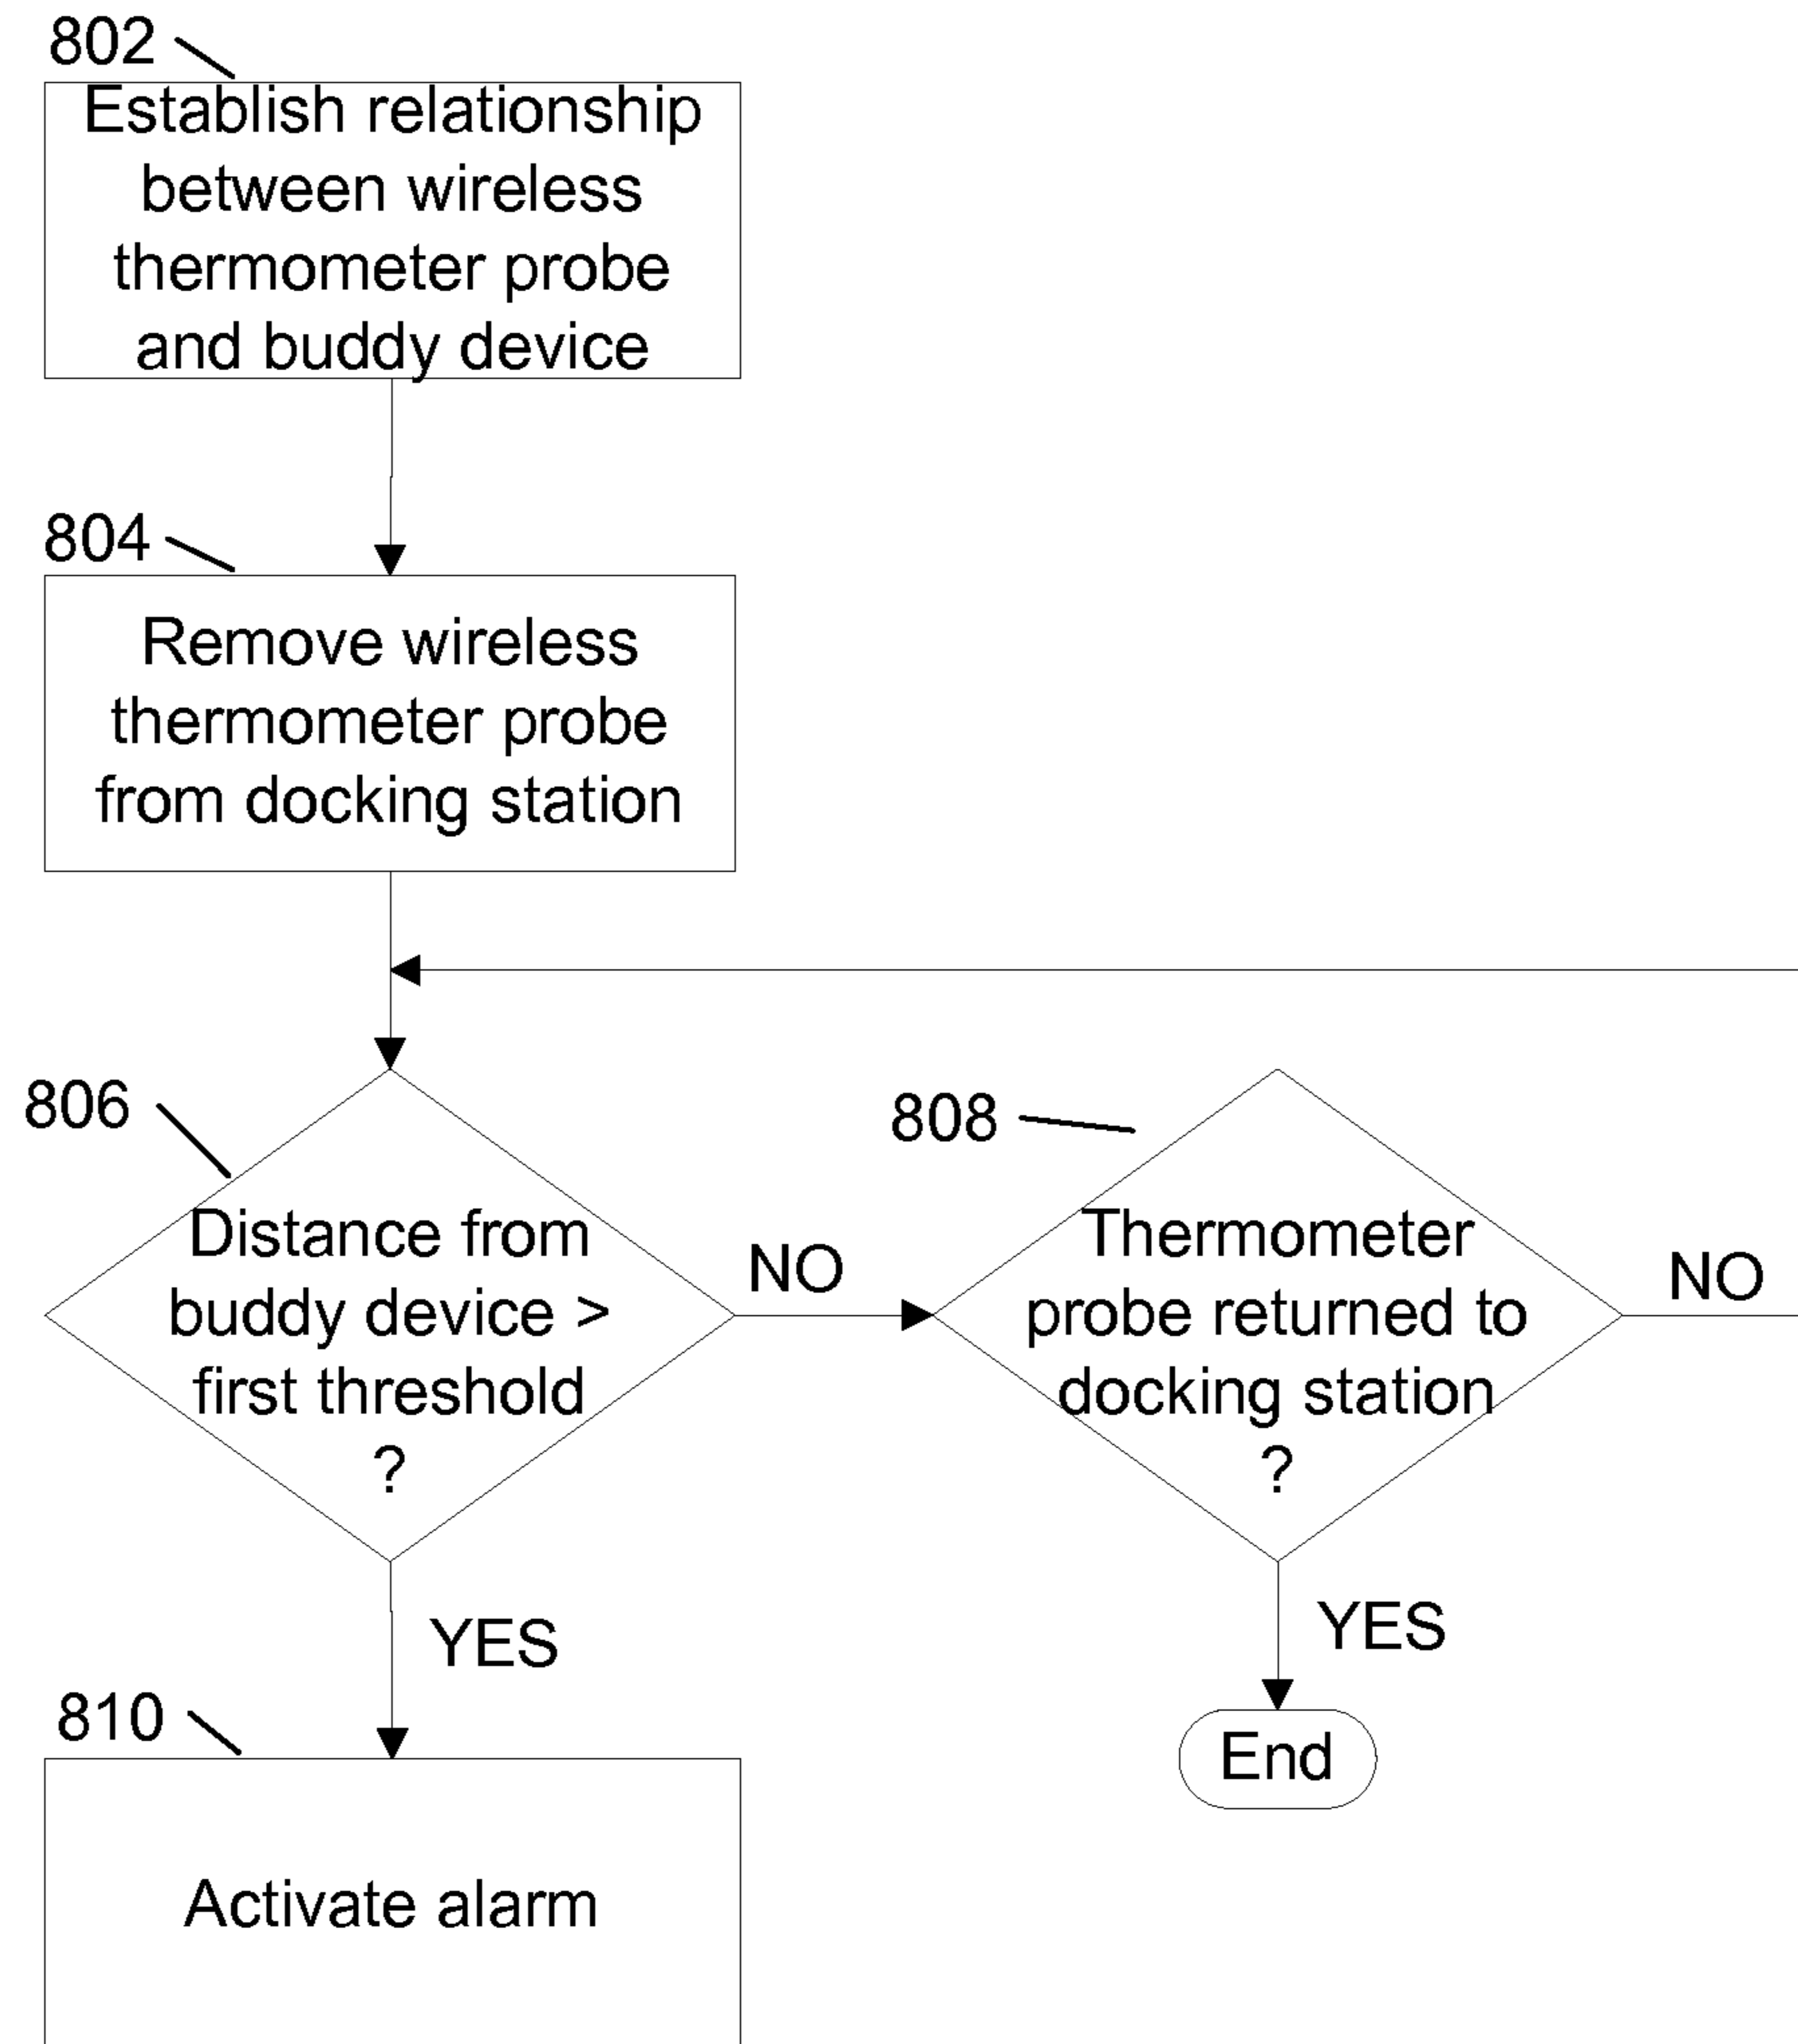 802
Establish relationship
between wireless
thermometer probe
and buddy device
804
Remove wireless
thermometer probe
from docking station
806
Distance from
buddy device >
first threshold
?
NO
808
Thermometer
probe returned to
docking station
?
NO
YES
YES
End
810
Activate alarm